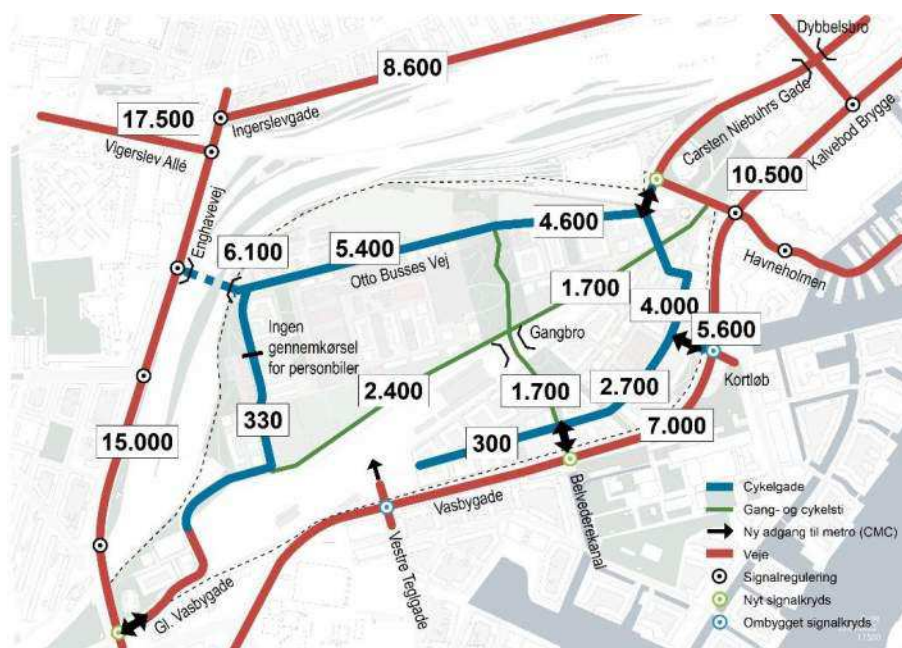 Dybbelsbro
8.600
17.500
Ingerslevgade
Vigerslev Allé
Carsten Niebuhrs Gade
Kalvebod Brygge
10.500
Enghavevej
6.100
5.400
4.600
Otto Busses Vej
Havneholmen
1.700
4.000
Ingen
gennemkørsel
for personbiler
Gangbro
5.600
Kortløb
2.400
1.700
2.700
330
7.000
15.000
300
Vasbygade
Belvederekanal
Vestre Teglgade
Gl. Vasbygade
Cykelgade
Gang- og cykelsti
Ny adgang til metro (CMC)
Veje
Signalregulering
Nyt signalkryds
Ombygget signalkryds